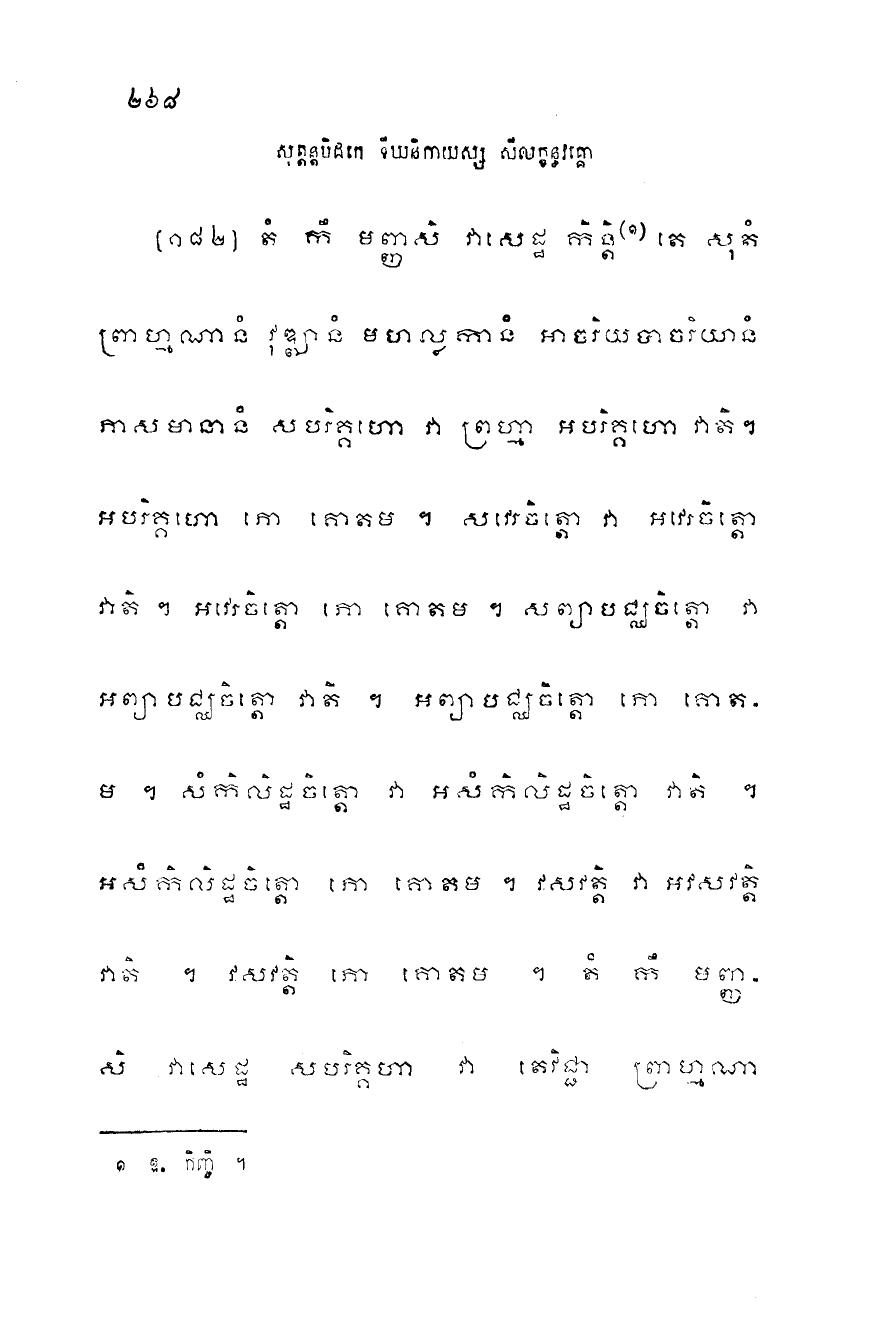 ២៦៨
សុត្តន្តបិដកេ ទីឃនិកាយស្ស សីលក្ខន្ធវគ្គោ
[១៨២] តំ កឹ មញ្ញសិ វាសេដ្ឋ កិន្តិ(១) តេ សុតំ
ព្រាហ្មណានំ វុឌ្ឍានំ មហល្លកានំ អាចរិយបាចរិយានំ
ភាសមានានំ សបរិគ្គហោ វា ព្រហ្មា អបរិគ្គហោ វាតិ។
អបរិគ្គហោ ភោ គោតម ។ សវេរចិត្តោ វា អវេរចិត្តោ
វាតិ ។ អវេរចិត្តោ ភោ គោតម ។ សព្យាបជ្ឈចិត្តោ វា
អព្យាបជ្ឈចិត្តោ វាតិ ។ អព្យាបជ្ឈចិត្តោ ភោ គោត.
ម ។ សំកិលិដ្ឋចិត្តោ វា អសំកិលិដ្ឋចិត្តោ វាតិ ។
អសំកិលិដ្ឋចិត្តោ ភោ គោតម ។ វសវត្តិ វា អវសវត្តិ
វាតិ ។ វសវត្តិ ភោ គោតម ។ តំ កឹ មញ្ញ.
សិ វាសេដ្ឋ សបរិគ្គហា វា តេវិជ្ជា ព្រាហ្មណា
១ ឌ. កិញ្ចិ ។